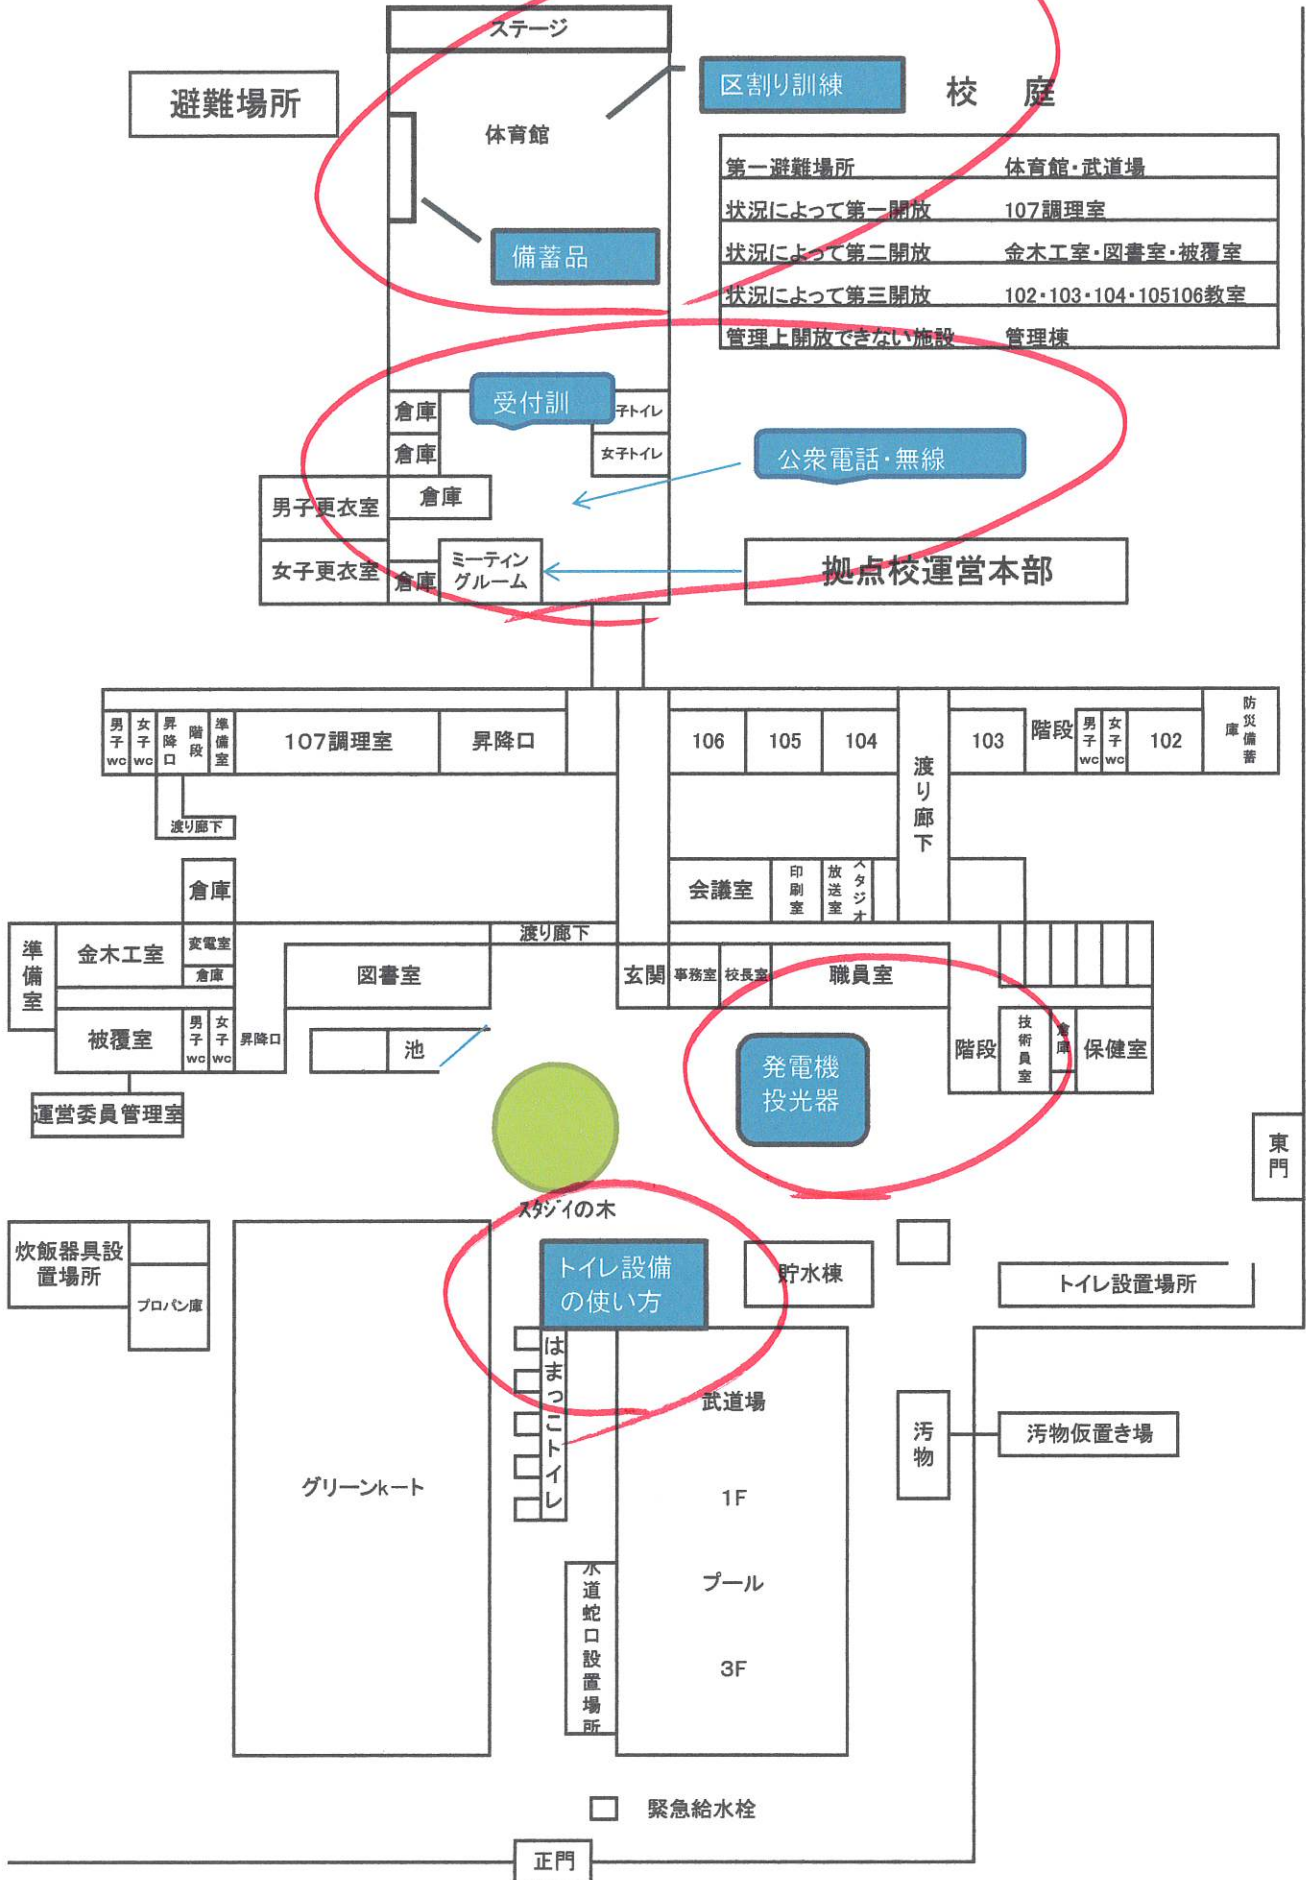 ステージ
避難場所
区割り訓練
校　庭
体育館
第一避難場所　体育館・武道場
状況によって第一開放　107調理室
状況によって第二開放　金木工室・図書室・被覆室
状況によって第三開放　102・103・104・105106教室
管理上開放できない施設　管理棟
備蓄品
倉庫
受付訓
子トイレ
倉庫
女子トイレ
公衆電話・無線
男子更衣室
倉庫
女子更衣室
倉庫
ミーティン
グルーム
拠点校運営本部
男子WC
女子WC
昇降口
階段
準備室
107調理室
昇降口
106
105
104
渡り廊下
103
階段
男子WC
女子WC
102
防災備蓄
庫
渡り廊下
倉庫
会議室
印刷室
放送室
スタジオ
準備室
金木工室
変電室
倉庫
図書室
渡り廊下
玄関
事務室
校長室
職員室
被覆室
男子WC
女子WC
昇降口
池
発電機
投光器
階段
技術員室
倉庫
保健室
運営委員管理室
東門
スタジイの木
炊飯器具設
置場所
プロパン庫
トイレ設備
の使い方
貯水棟
トイレ設置場所
はまっこトイレ
武道場
汚物
汚物仮置き場
グリーンkート
1F
プール
水道蛇口設置場所
3F
緊急給水栓
正門